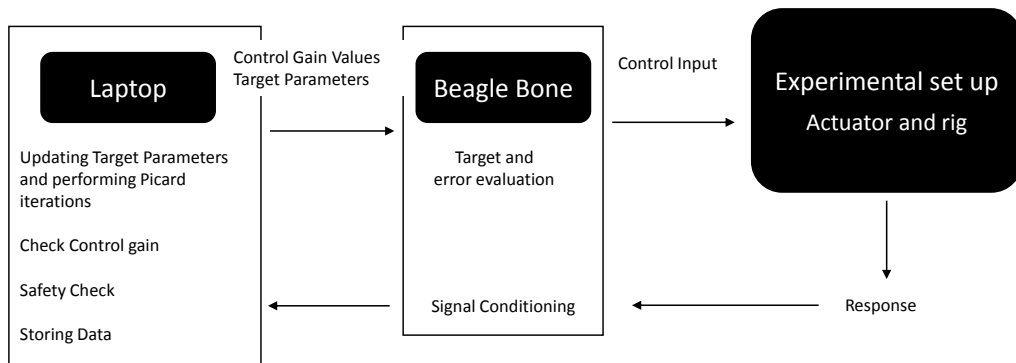 Laptop
Updating Target Parameters
and performing Picard
iterations
Check Control gain
Safety Check
Storing Data
Control Gain Values
Target Parameters
Beagle Bone
Target and
error evaluation
Signal Conditioning
Control Input
Experimental set up
Actuator and rig
Response